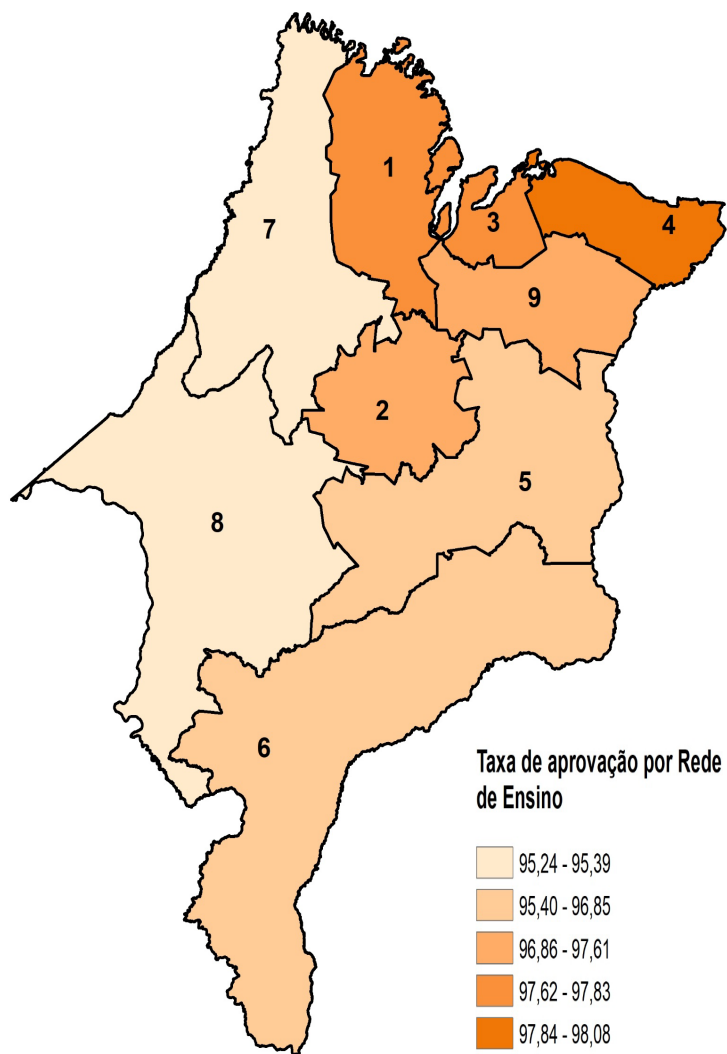 1
3
4
7
9
2
5
8
6
Taxa de aprovação por Rede
de Ensino
95,24 - 95,39
95,40 - 96,85
96,86 - 97,61
97,62 - 97,83
97,84 - 98,08